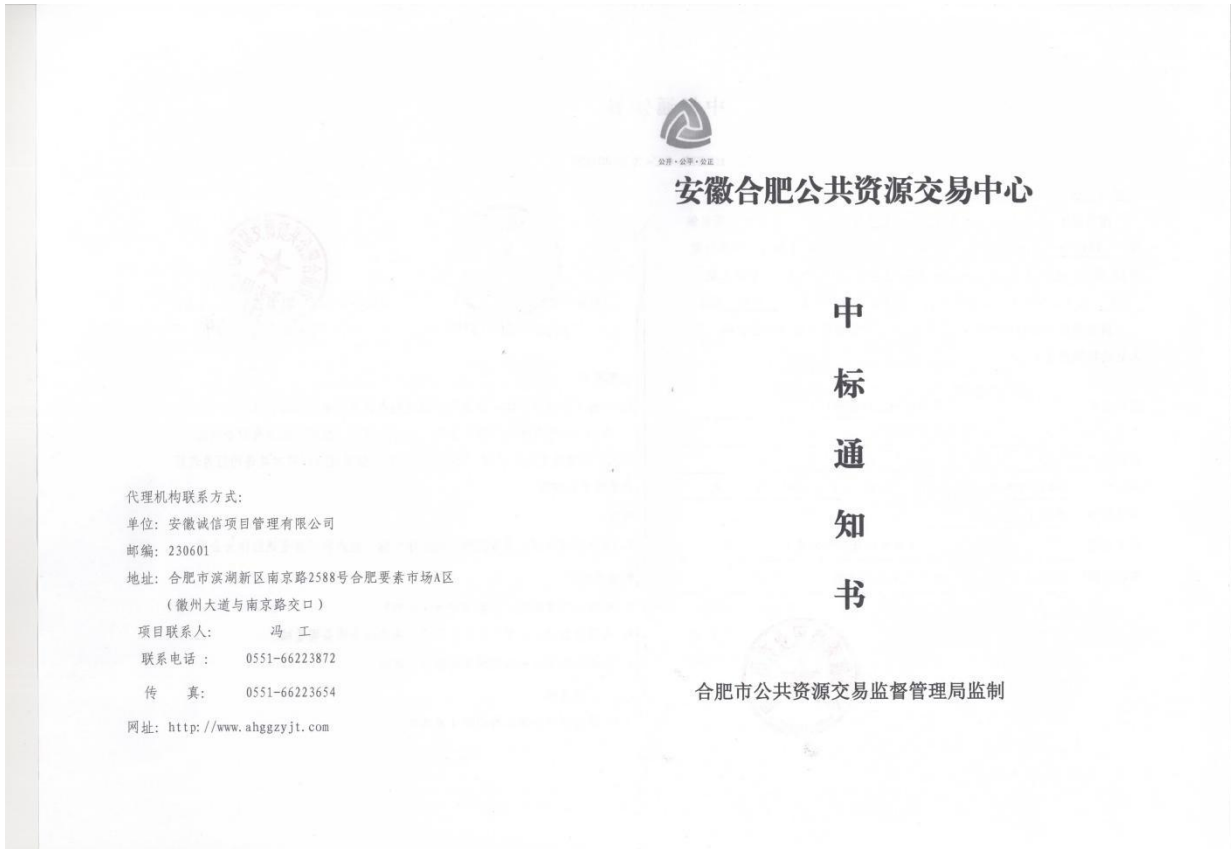 代理机构联系方式:
单位: 安徽诚信项目管理有限公司
邮编: 230601
地址: 合肥市滨湖新区南京路2588号合肥要素市场A区
(徽州大道与南京路交口)
项目联系人: 冯 工
联系电话 : 0551-66223872
传 真: 0551-66223654
网址: http://www.ahggzyjt.com
公开·公平·公正
安徽合肥公共资源交易中心
中
标
通
知
书
合肥市公共资源交易监督管理局监制